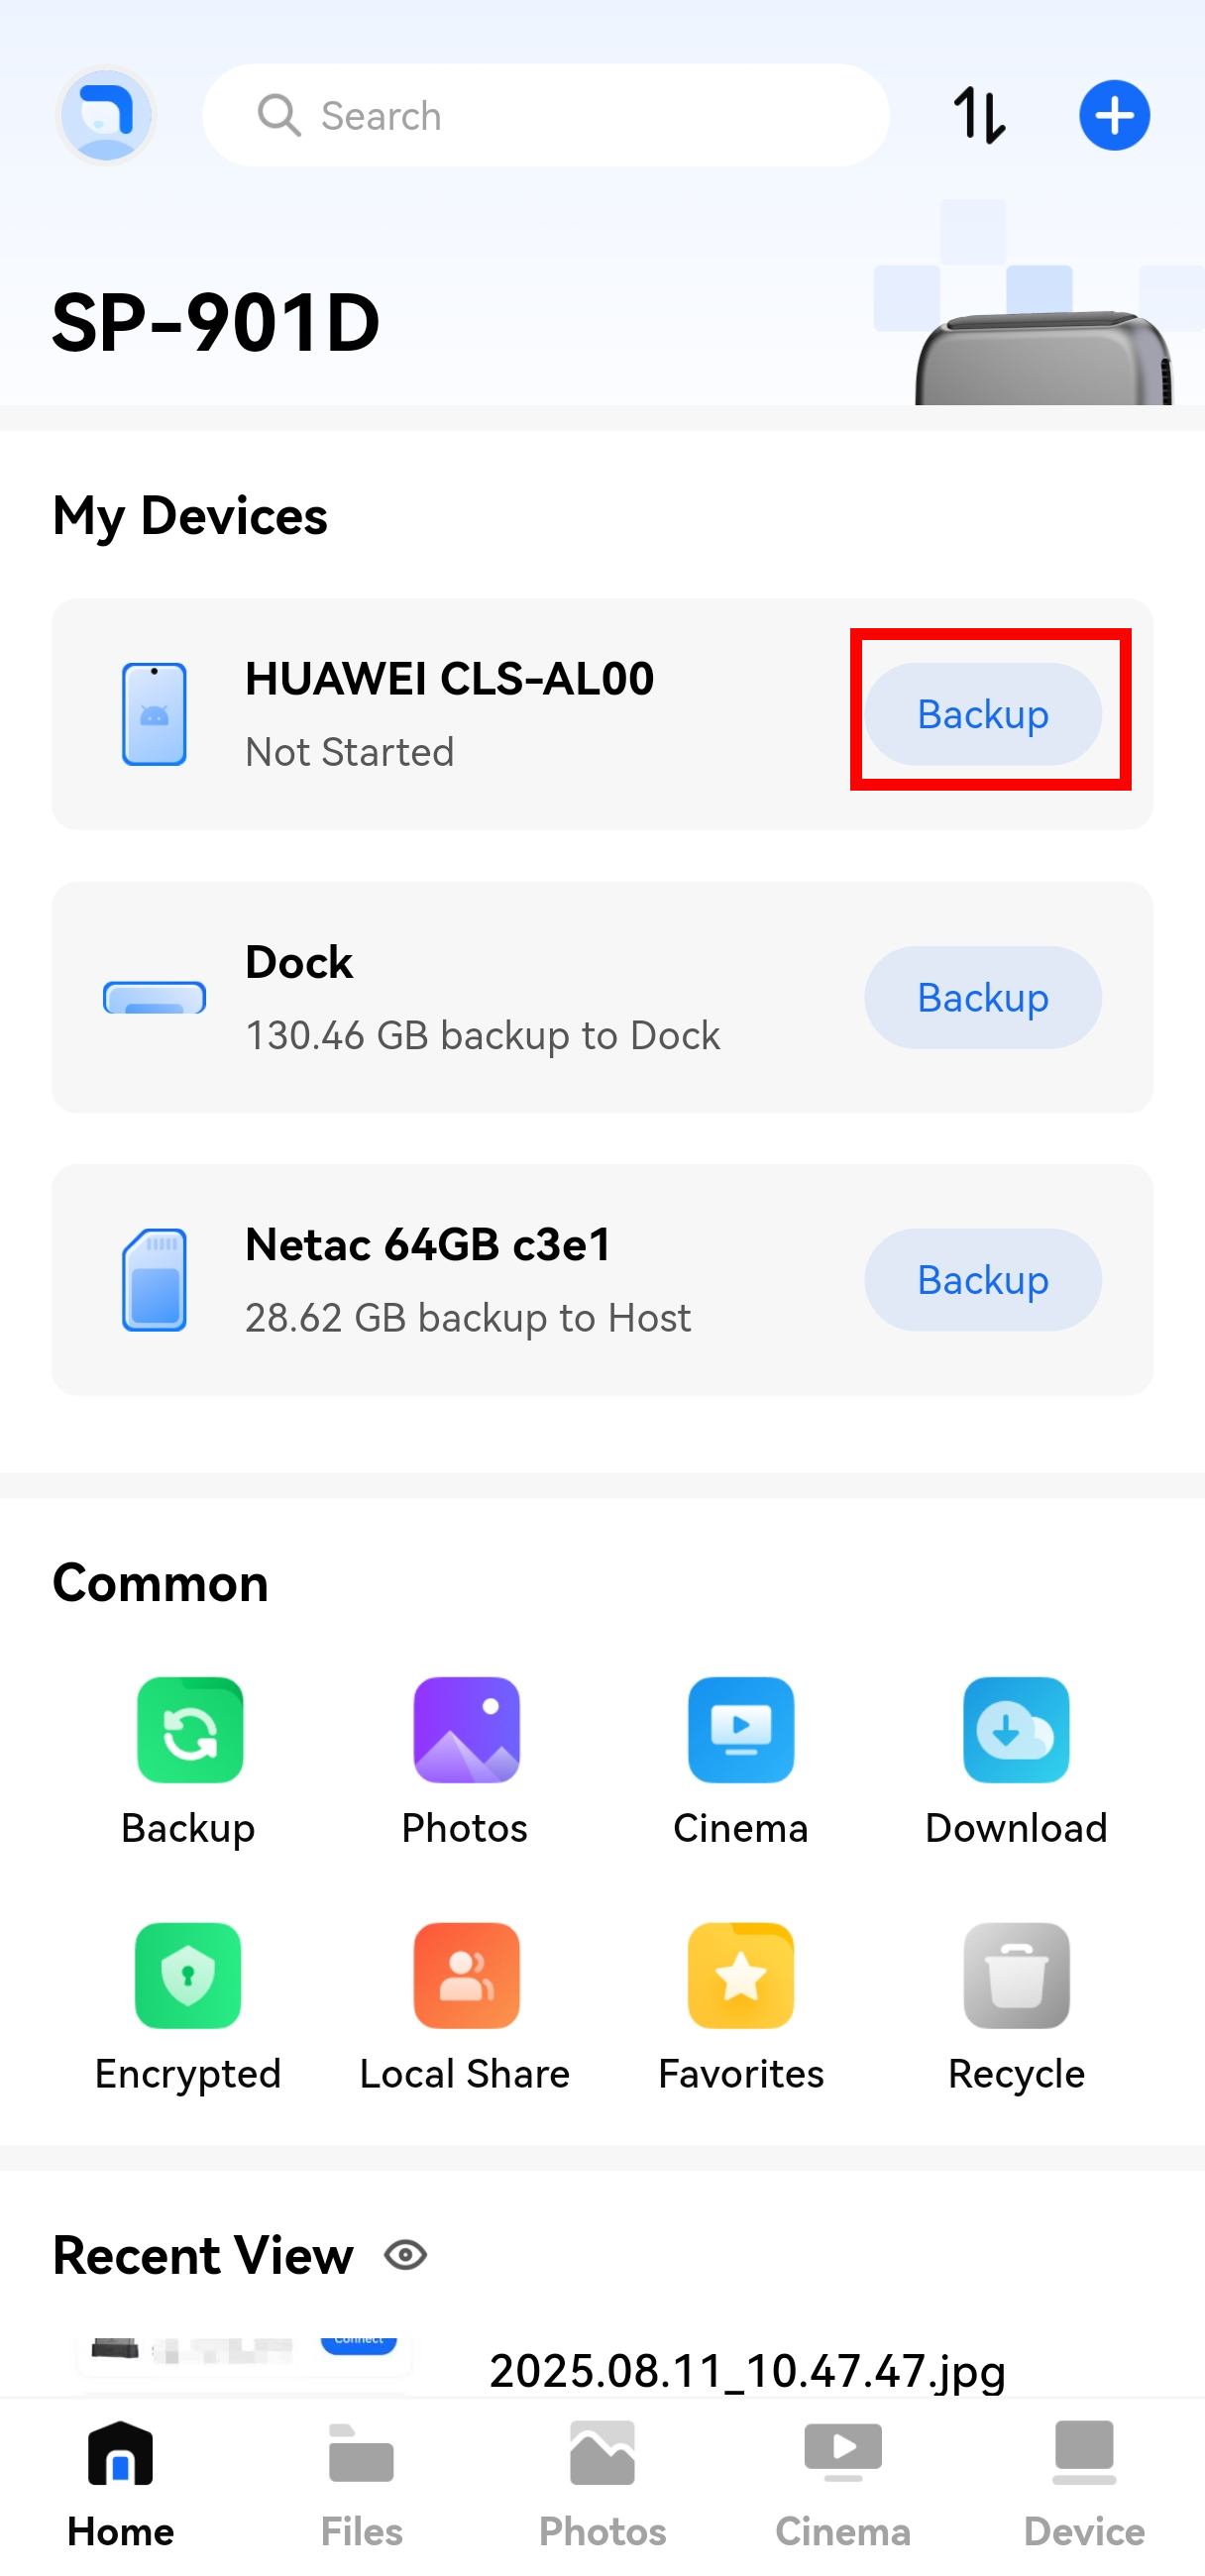 Search
SP-901D
My Devices
HUAWEI CLS-AL00
Not Started
Backup
Dock
130.46 GB backup to Dock
Backup
Netac 64GB c3e1
28.62 GB backup to Host
Backup
Common
Backup
Photos
Cinema
Download
Encrypted
Local Share
Favorites
Recycle
Recent View
Connect
2025.08.11_10.47.47.jpg
Home
Files
Photos
Cinema
Device